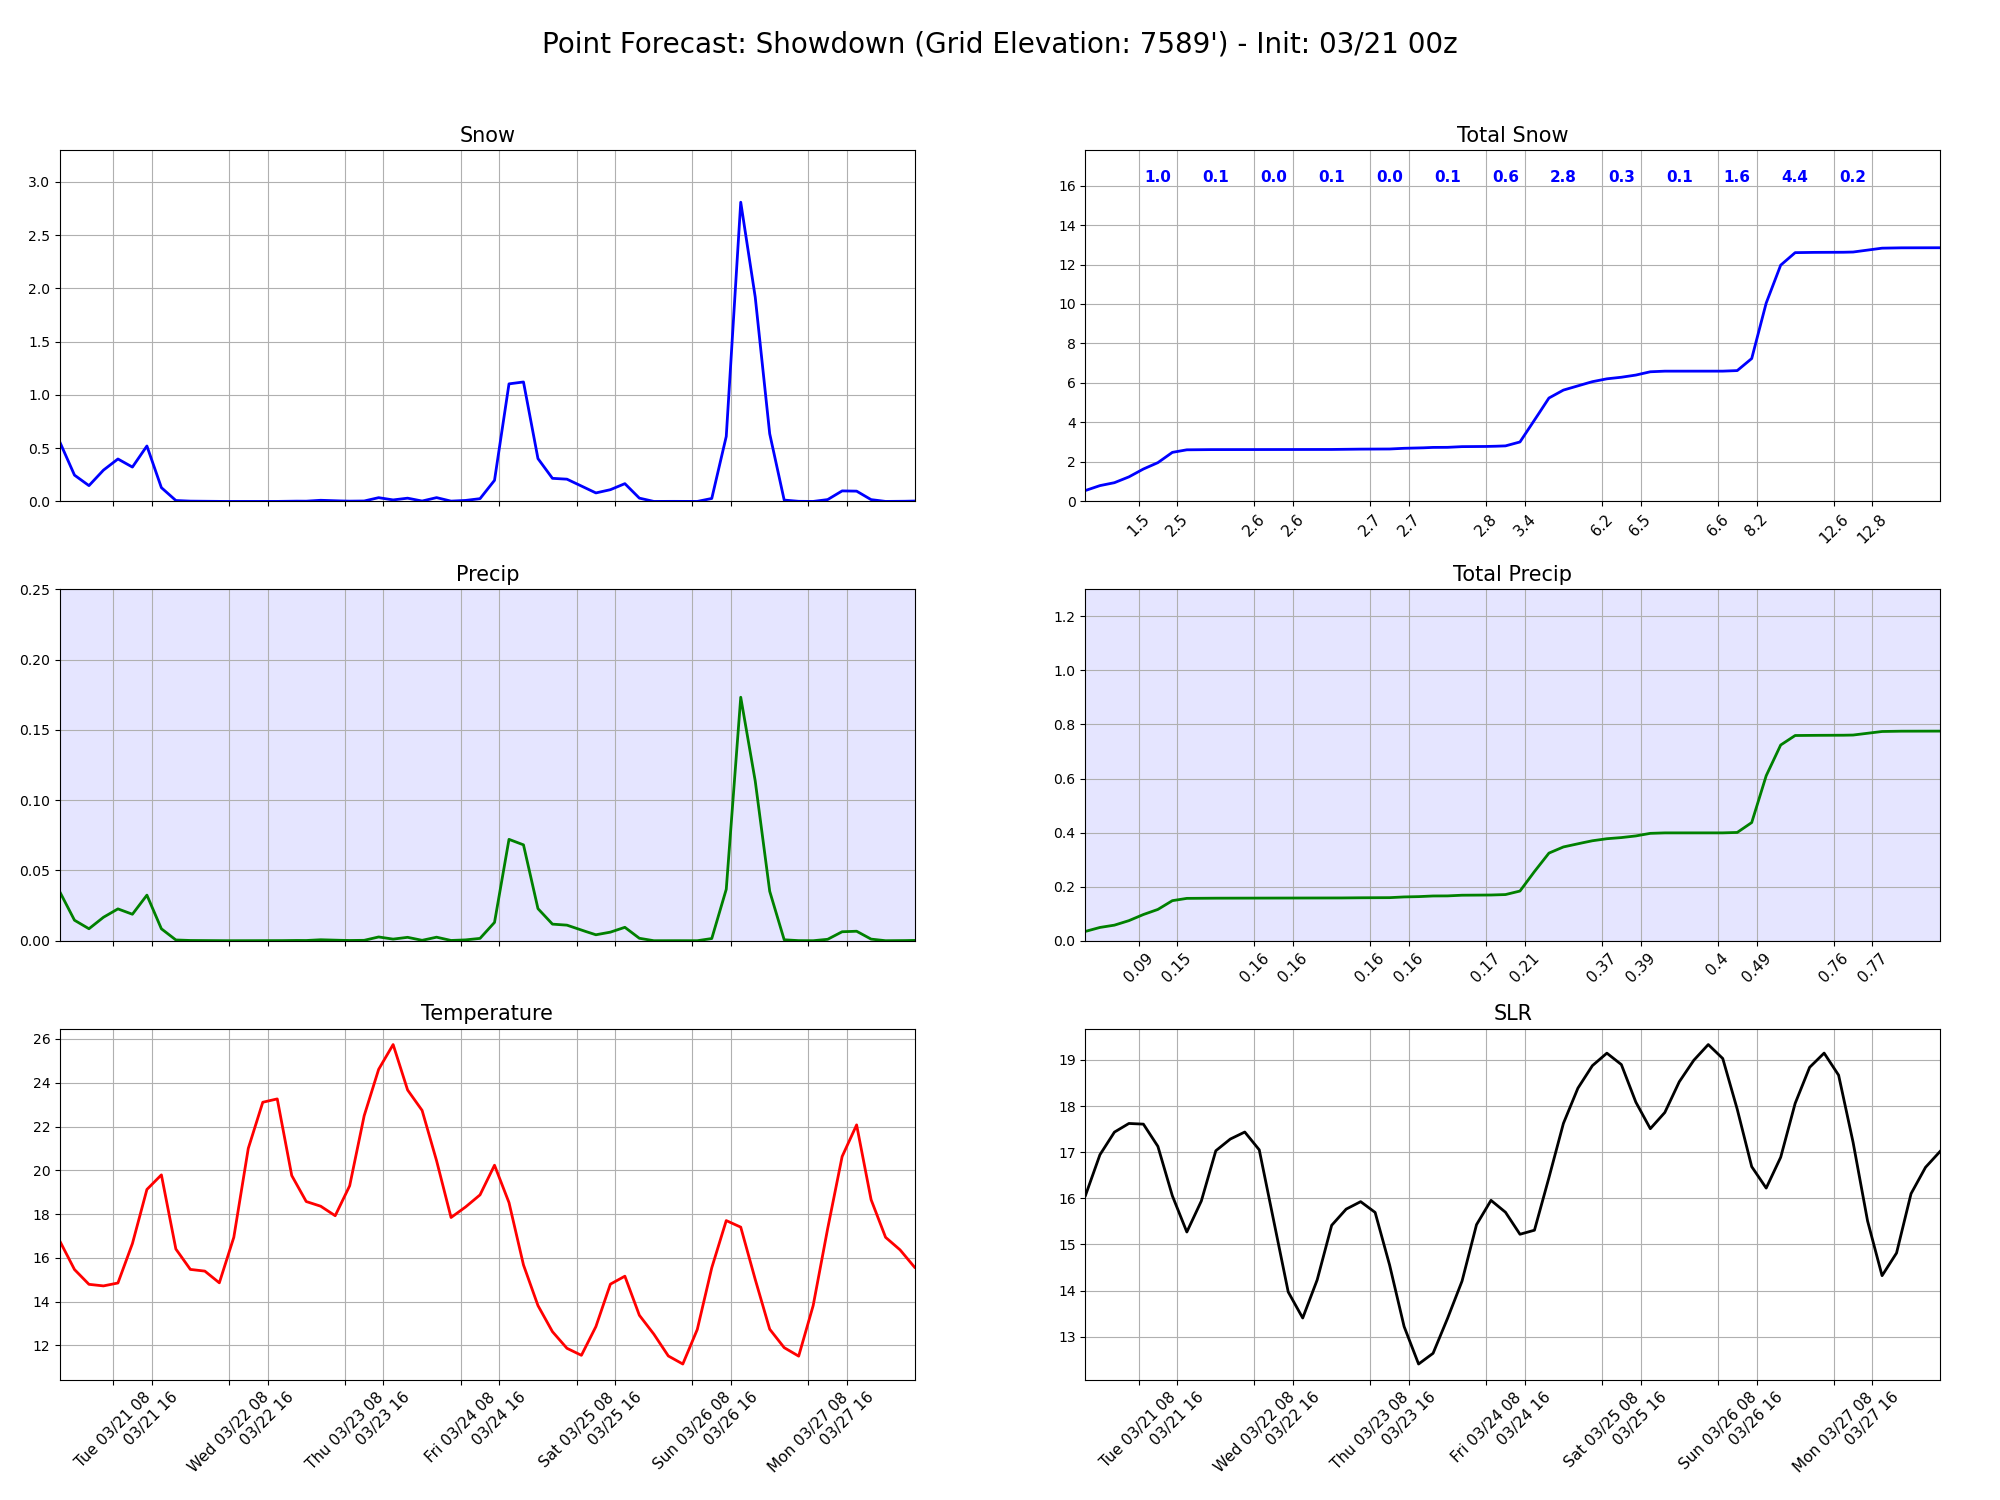 Point Forecast: Showdown (Grid Elevation: 7589') - Init: 03/21 00z
Snow
3.0
2.5
2.0
1.5
1.0
0.5
0.0
Total Snow
1.0 0.1 0.0 0.1 0.0 0.1 0.6 2.8 0.3 0.1 1.6 4.4 0.2
16
14
12
10
8
6
4
2
0
1.5 2.5 2.6 2.6 2.7 2.7 2.8 3.4 6.2 6.5 6.6 8.2 12.6 12.8
Precip
0.25
0.20
0.15
0.10
0.05
0.00
Total Precip
1.2
1.0
0.8
0.6
0.4
0.2
0.0
0.09 0.15 0.16 0.16 0.16 0.16 0.17 0.21 0.37 0.39 0.4 0.49 0.76 0.77
Temperature
26
24
22
20
18
16
14
12
Tue 03/21 08
03/21 16
Wed 03/22 08
03/22 16
Thu 03/23 08
03/23 16
Fri 03/24 08
03/24 16
Sat 03/25 08
03/25 16
Sun 03/26 08
03/26 16
Mon 03/27 08
03/27 16
SLR
19
18
17
16
15
14
13
Tue 03/21 08
03/21 16
Wed 03/22 08
03/22 16
Thu 03/23 08
03/23 16
Fri 03/24 08
03/24 16
Sat 03/25 08
03/25 16
Sun 03/26 08
03/26 16
Mon 03/27 08
03/27 16